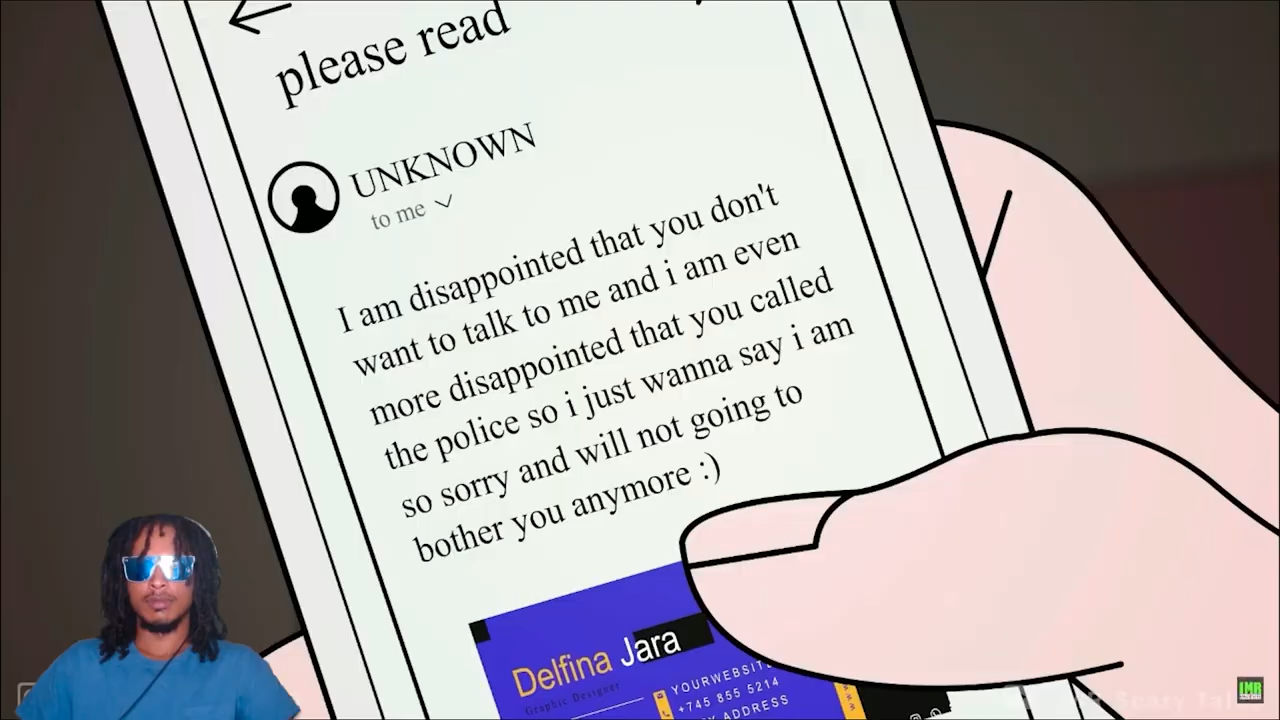 please read
UNKNOWN
to me
I am disappointed that you don't
want to talk to me and i am even
more disappointed that you called
the police so i just wanna say i am
so sorry and will not going to
bother you anymore :)
Delfina Jara
Graphic Designer
YOURWEBSITE
+745 855 5214
ADDRESS
Scary